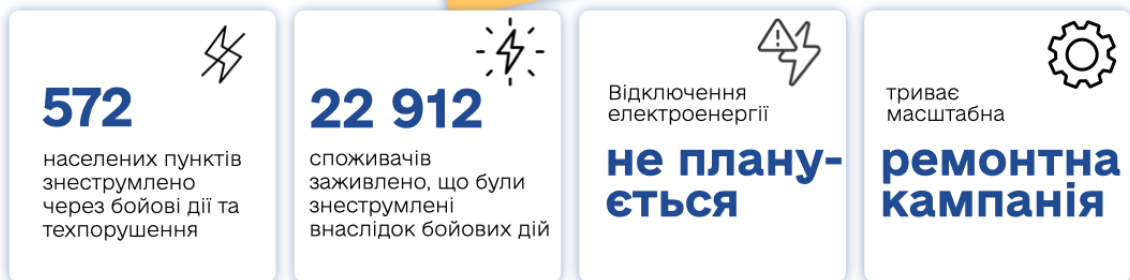 572
населених пунктів
знеструмлено
через бойові дії та
техпорушення
22 912
споживачів
заживлено, що були
знеструмлені
внаслідок бойових дій
Відключення
електроенергії
не плану-
ється
триває
масштабна
ремонтна
кампанія